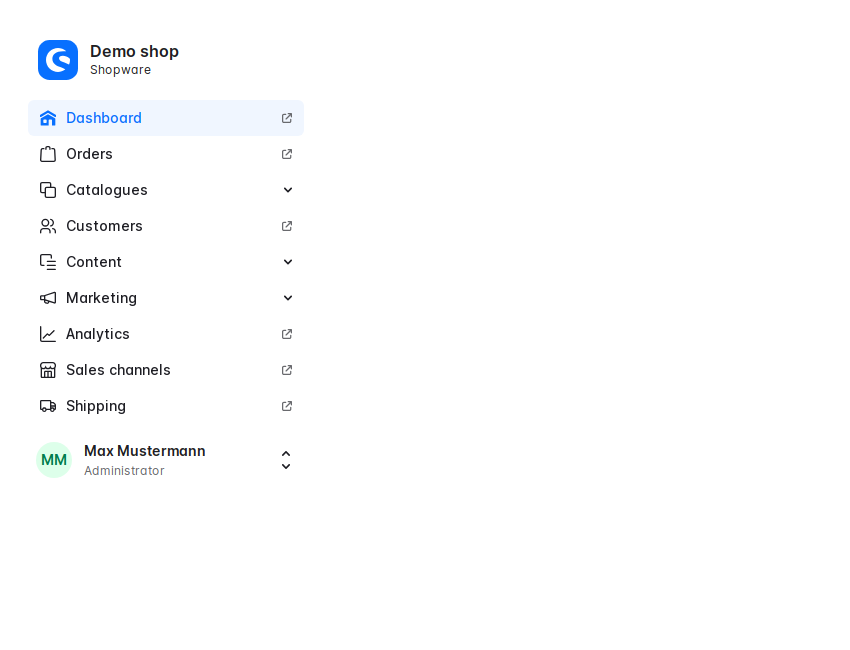 Demo shop
Shopware
Dashboard
Orders
Catalogues
Customers
Content
Marketing
Analytics
Sales channels
Shipping
MM
Max Mustermann
Administrator